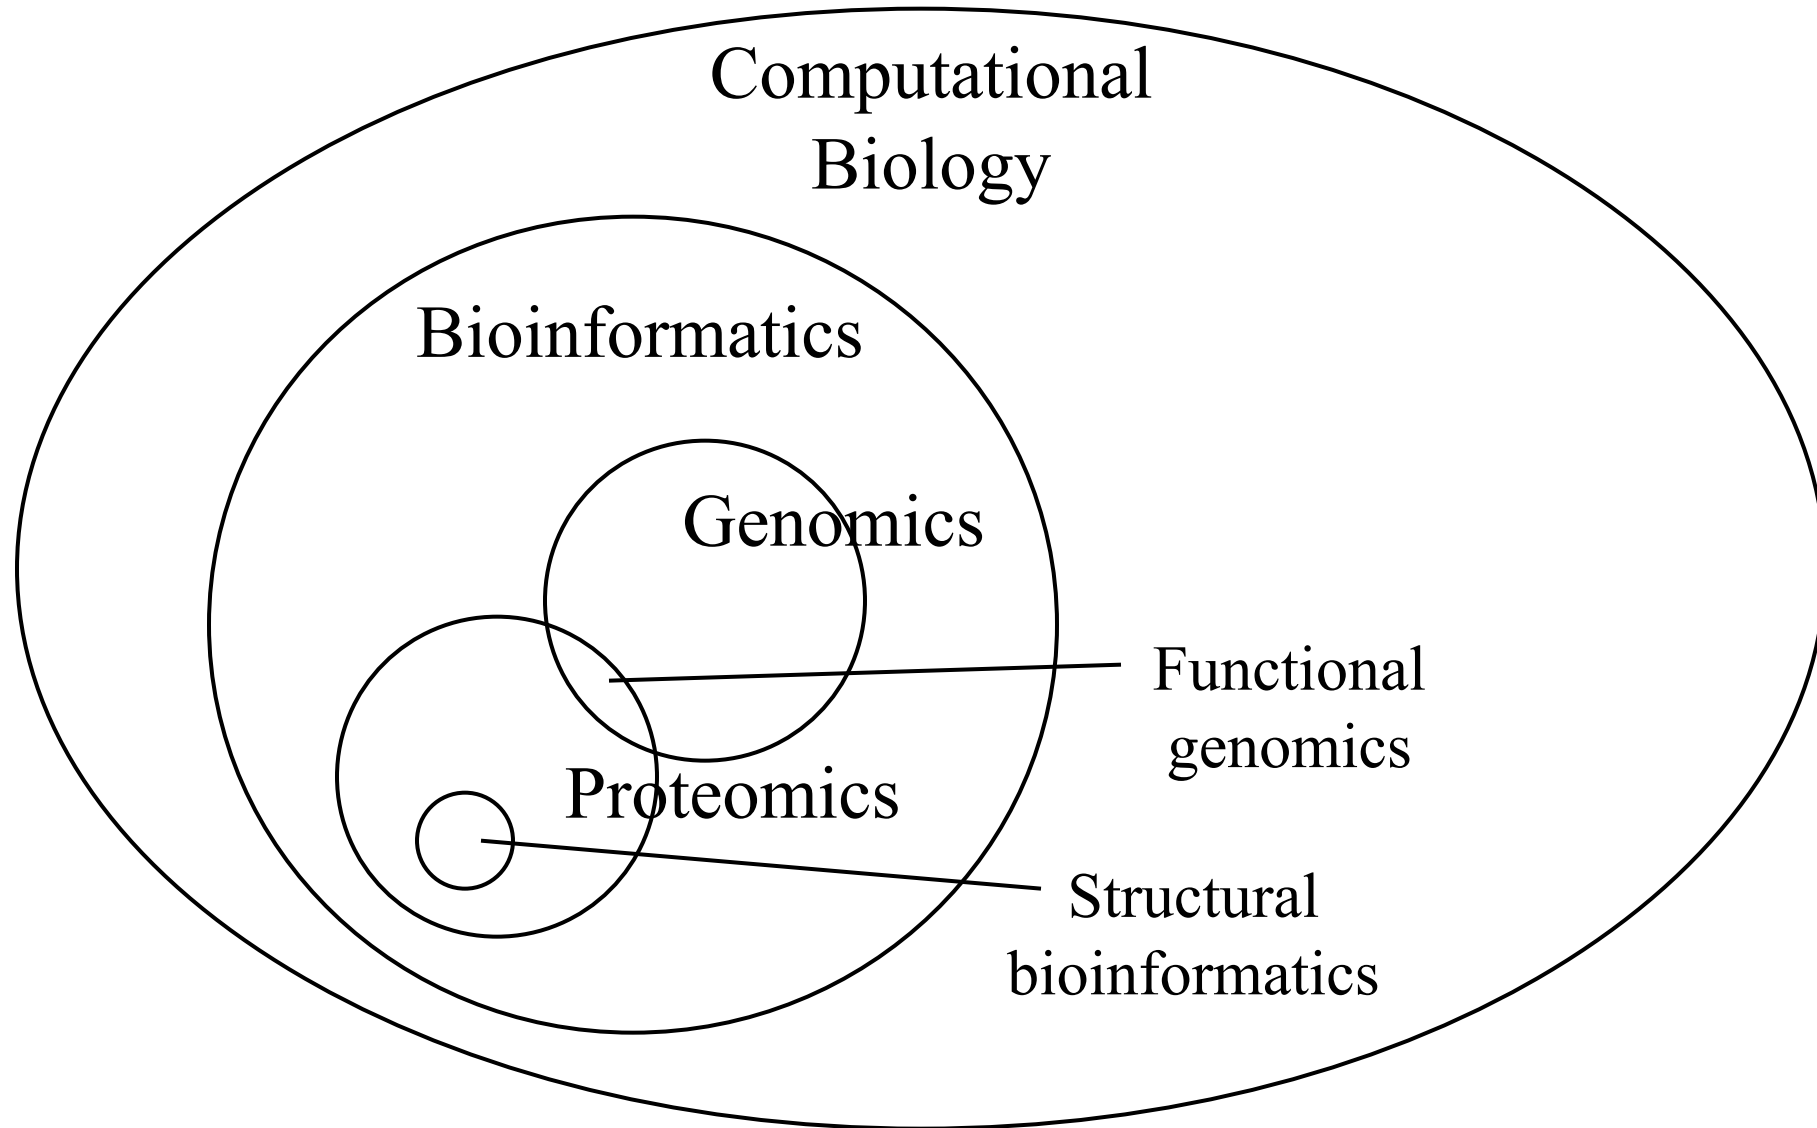 Computational
Biology
Bioinformatics
Genomics
Functional
genomics
Proteomics
Structural
bioinformatics